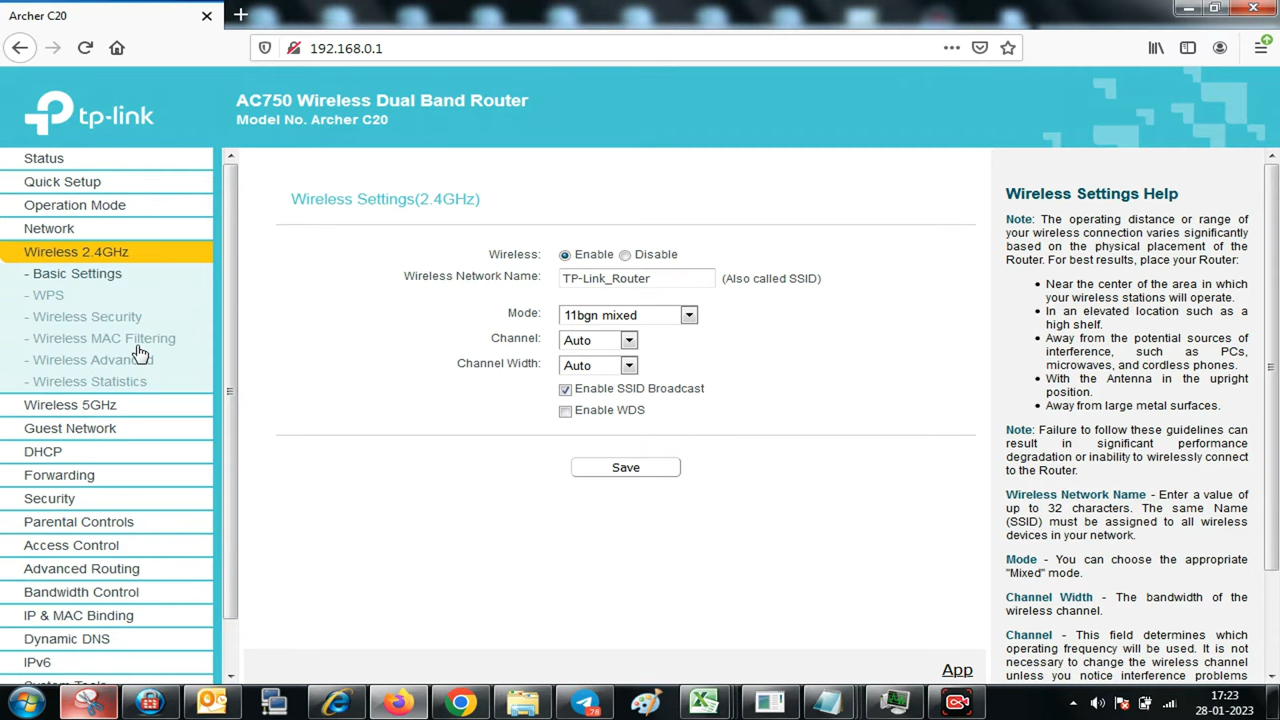 Archer C20
192.168.0.1
tp-link
AC750 Wireless Dual Band Router
Model No. Archer C20
Status
Quick Setup
Operation Mode
Network
Wireless 2.4GHz
- Basic Settings
- WPS
- Wireless Security
- Wireless MAC Filtering
- Wireless Advanced
- Wireless Statistics
Wireless 5GHz
Guest Network
DHCP
Forwarding
Security
Parental Controls
Access Control
Advanced Routing
Bandwidth Control
IP & MAC Binding
Dynamic DNS
IPv6
System Tools
Wireless Settings(2.4GHz)
Wireless: Enable Disable
Wireless Network Name: TP-Link_Router (Also called SSID)
Mode: 11bgn mixed
Channel: Auto
Channel Width: Auto
Enable SSID Broadcast
Enable WDS
Save
App
Wireless Settings Help
Note: The operating distance or range of
your wireless connection varies significantly
based on the physical placement of the
Router. For best results, place your Router:
Near the center of the area in which
your wireless stations will operate.
In an elevated location such as a
high shelf.
Away from the potential sources of
interference, such as PCs,
microwaves, and cordless phones.
With the Antenna in the upright
position.
Away from large metal surfaces.
Note: Failure to follow these guidelines can
result in significant performance
degradation or inability to wirelessly connect
to the Router.
Wireless Network Name - Enter a value of
up to 32 characters. The same Name
(SSID) must be assigned to all wireless
devices in your network.
Mode - You can choose the appropriate
"Mixed" mode.
Channel Width - The bandwidth of the
wireless channel.
Channel - This field determines which
operating frequency will be used. It is not
necessary to change the wireless channel
unless you notice interference problems
78
17:23
28-01-2023